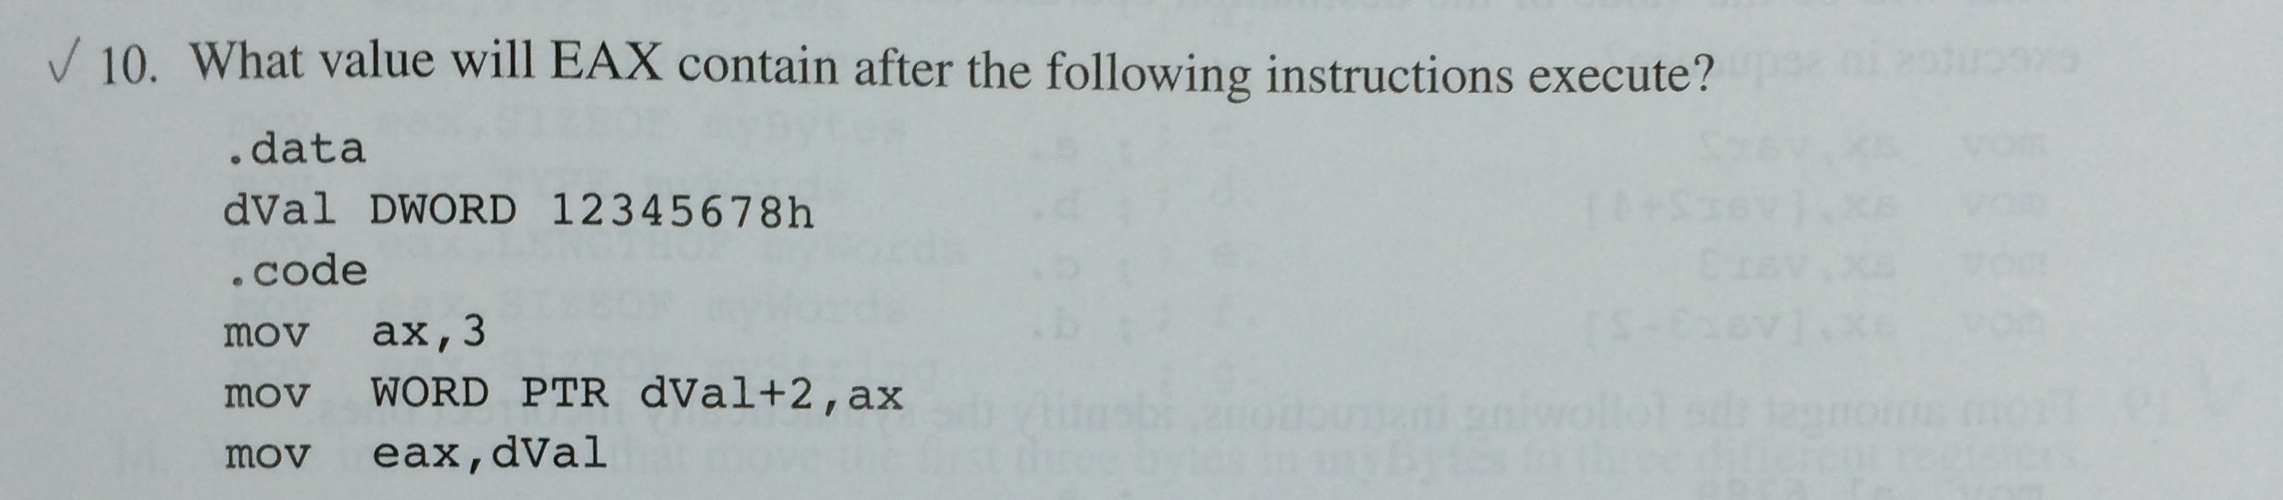 √ 10. What value will EAX contain after the following instructions execute?
.data
dVal DWORD 12345678h
.code
mov ax,3
mov WORD PTR dVal+2,ax
mov eax,dVal